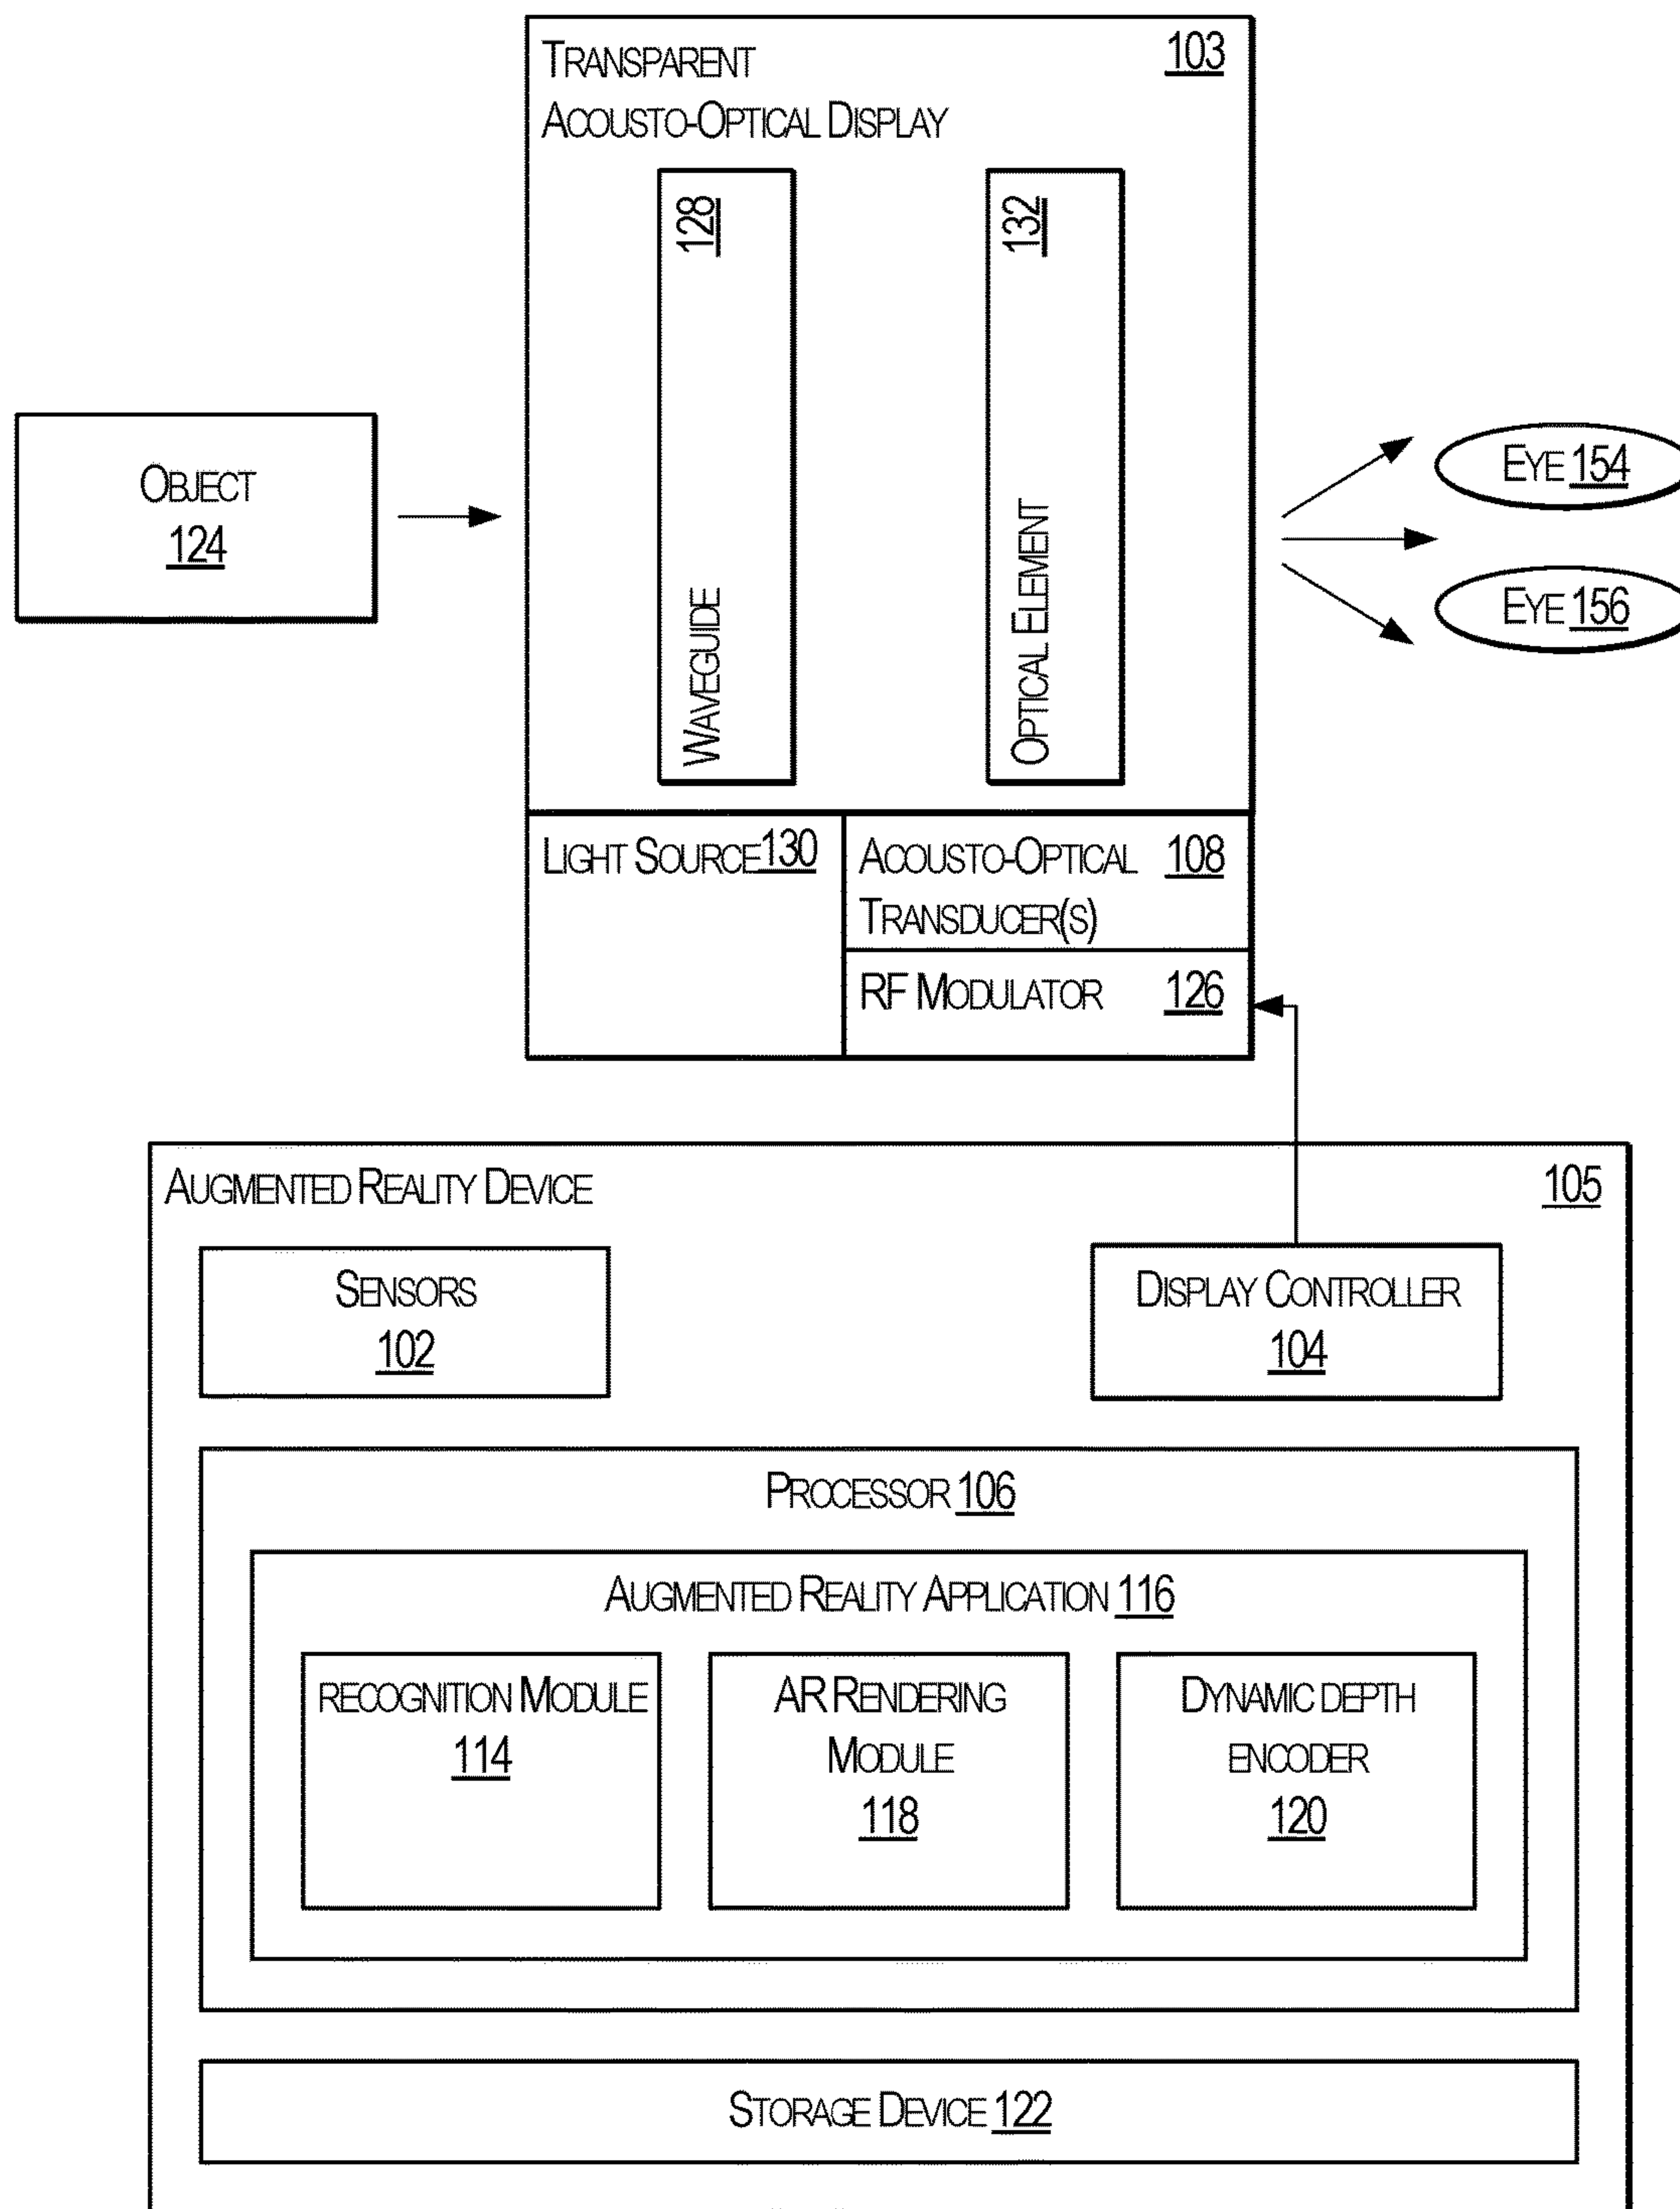 TRANSPARENT 103
ACOUSTO-OPTICAL DISPLAY
128
WAVEGUIDE
132
OPTICAL ELEMENT
OBJECT
124
EYE 154
EYE 156
LIGHT SOURCE 130
ACOUSTO-OPTICAL 108
TRANSDUCER(S)
RF MODULATOR 126
AUGMENTED REALITY DEVICE 105
SENSORS
102
DISPLAY CONTROLLER
104
PROCESSOR 106
AUGMENTED REALITY APPLICATION 116
RECOGNITION MODULE
114
AR RENDERING
MODULE
118
DYNAMIC DEPTH
ENCODER
120
STORAGE DEVICE 122